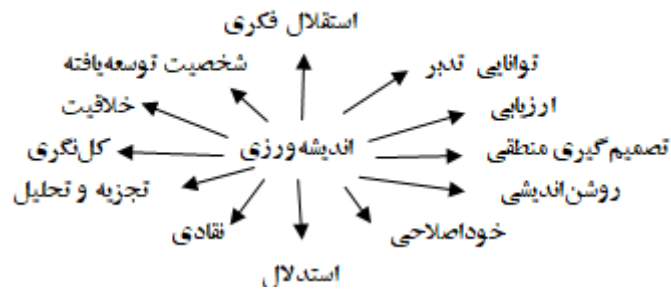 استقلال فکری
توانایی تدبر
شخصیت توسعه‌یافته
ارزیابی
خلاقیت
تصمیم‌گیری منطقی
اندیشه‌ورزی
کل‌نگری
روشن‌اندیشی
تجزیه و تحلیل
خوداصلاحی
نقادی
استدلال